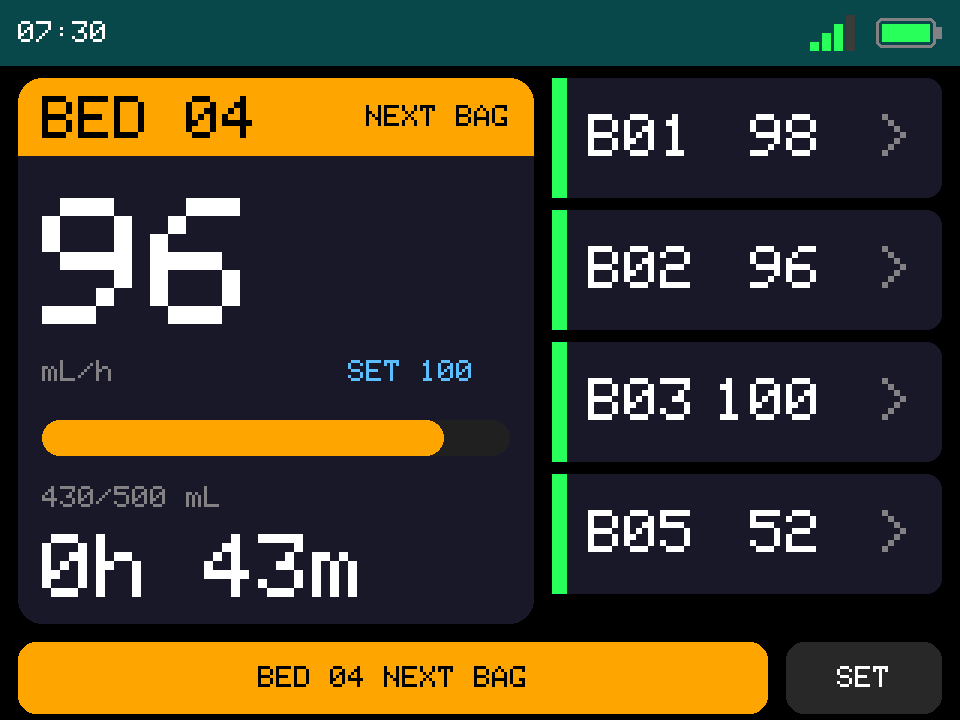 07:30
BED 04 NEXT BAG
96
mL/h SET 100
430/500 mL
0h 43m
B01 98 >
B02 96 >
B03 100 >
B05 52 >
BED 04 NEXT BAG
SET